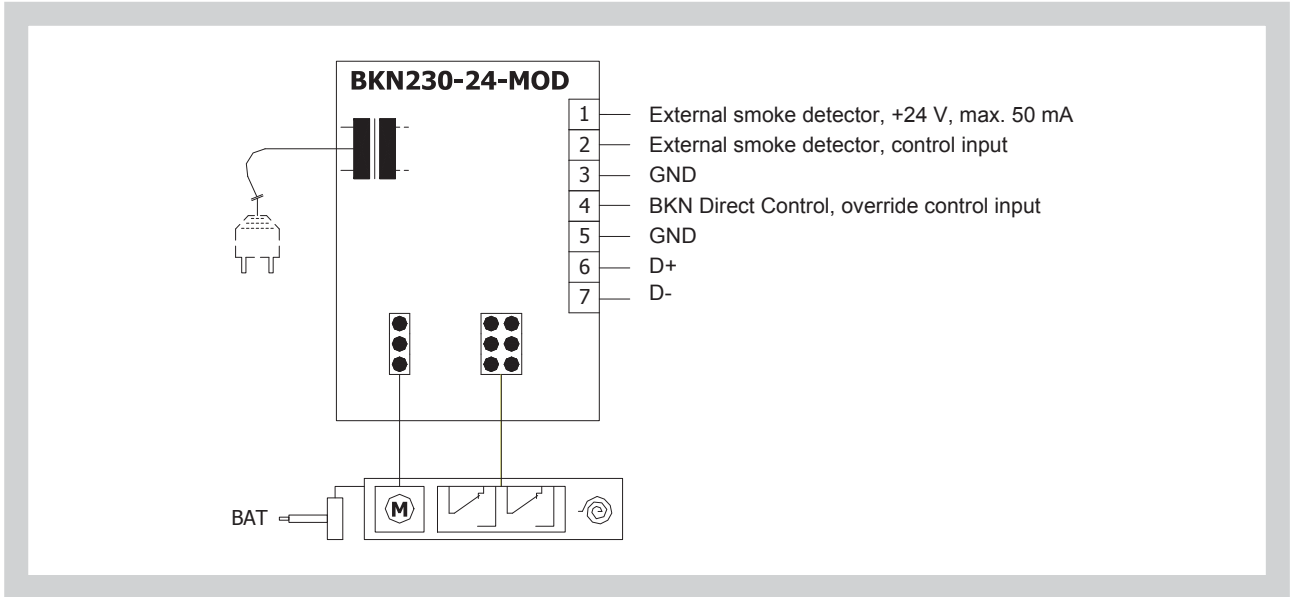 BKN230-24-MOD
1 External smoke detector, +24 V, max. 50 mA
2 External smoke detector, control input
3 GND
4 BKN Direct Control, override control input
5 GND
6 D+
7 D-
BAT M